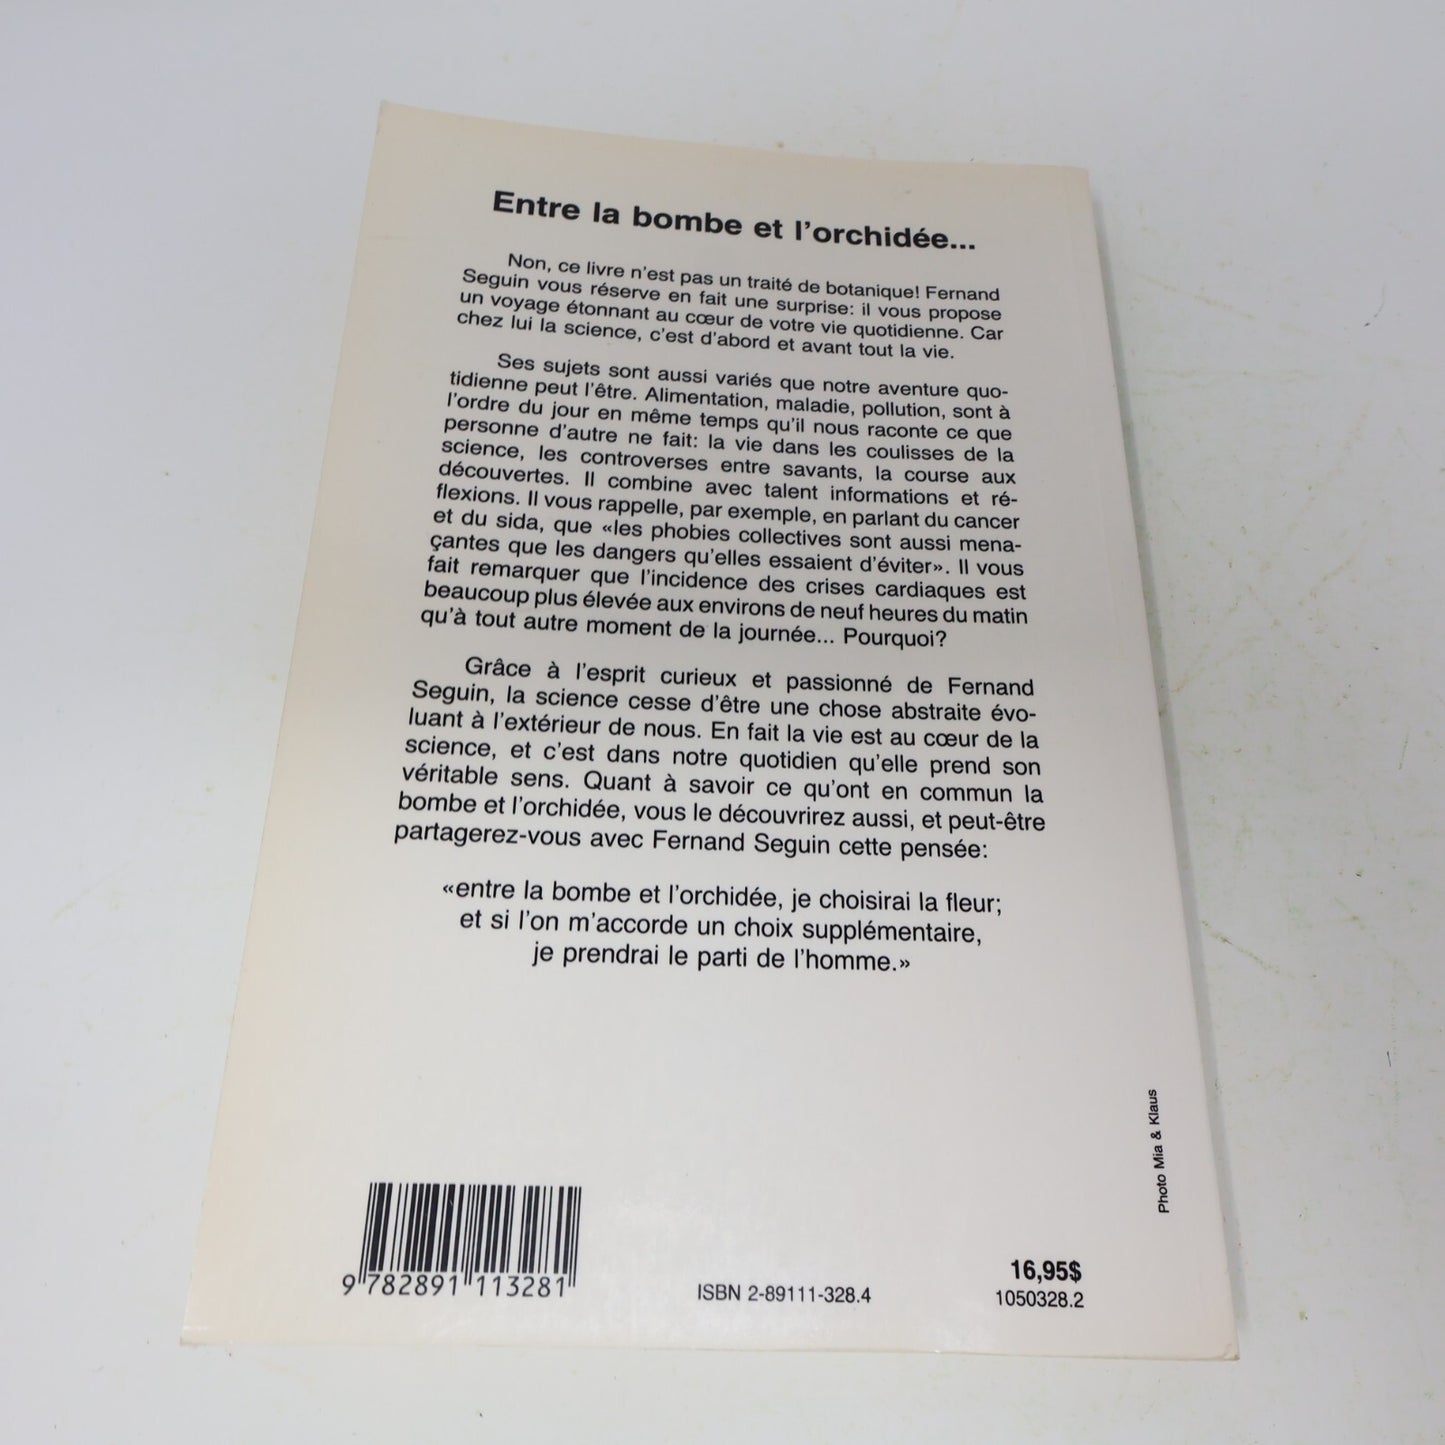 Entre la bombe et l'orchidée...
Non, ce livre n'est pas un traité de botanique! Fernand
Seguin vous réserve en fait une surprise: il vous propose
un voyage étonnant au cœur de votre vie quotidienne. Car
chez lui la science, c'est d'abord et avant tout la vie.
Ses sujets sont aussi variés que notre aventure quo-
tidienne peut l'être. Alimentation, maladie, pollution, sont à
l'ordre du jour en même temps qu'il nous raconte ce que
personne d'autre ne fait: la vie dans les coulisses de la
science, les controverses entre savants, la course aux
découvertes. Il combine avec talent informations et ré-
flexions. Il vous rappelle, par exemple, en parlant du cancer
et du sida, que «les phobies collectives sont aussi mena-
çantes que les dangers qu'elles essaient d'éviter». Il vous
fait remarquer que l'incidence des crises cardiaques est
beaucoup plus élevée aux environs de neuf heures du matin
qu'à tout autre moment de la journée... Pourquoi?
Grâce à l'esprit curieux et passionné de Fernand
Seguin, la science cesse d'être une chose abstraite évo-
luant à l'extérieur de nous. En fait la vie est au cœur de la
science, et c'est dans notre quotidien qu'elle prend son
véritable sens. Quant à savoir ce qu'ont en commun la
bombe et l'orchidée, vous le découvrirez aussi, et peut-être
partagerez-vous avec Fernand Seguin cette pensée:
«entre la bombe et l'orchidée, je choisirai la fleur;
et si l'on m'accorde un choix supplémentaire,
je prendrai le parti de l'homme.»
Photo Mia & Klaus
9 782891 113281
ISBN 2-89111-328.4
16,95$
1050328.2